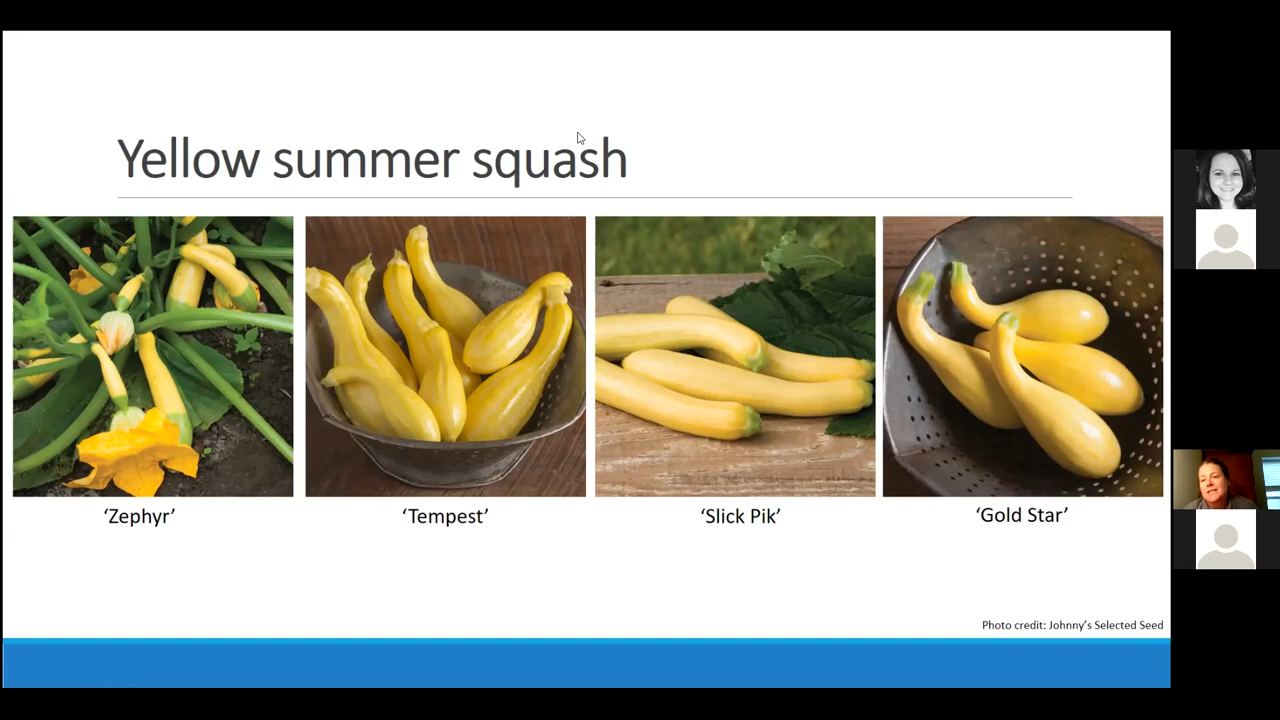 Yellow summer squash
‘Zephyr’
‘Tempest’
‘Slick Pik’
‘Gold Star’
Photo credit: Johnny’s Selected Seed